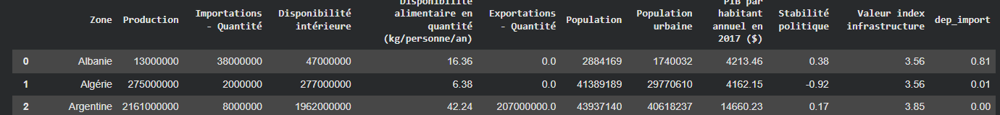 Disponibilité PIB par
Importations Disponibilité alimentaire en Exportations Population habitant Stabilité Valeur index
Zone Production - Quantité intérieure quantité - Quantité Population urbaine annuel en politique infrastructure dep_import
(kg/personne/an) 2017 ($)
0 Albanie 13000000 38000000 47000000 16.36 0.0 2884169 1740032 4213.46 0.38 3.56 0.81
1 Algérie 275000000 2000000 277000000 6.38 0.0 41389189 29770610 4162.15 -0.92 3.56 0.01
2 Argentine 2161000000 8000000 1962000000 42.24 207000000.0 43937140 40618237 14660.23 0.17 3.85 0.00